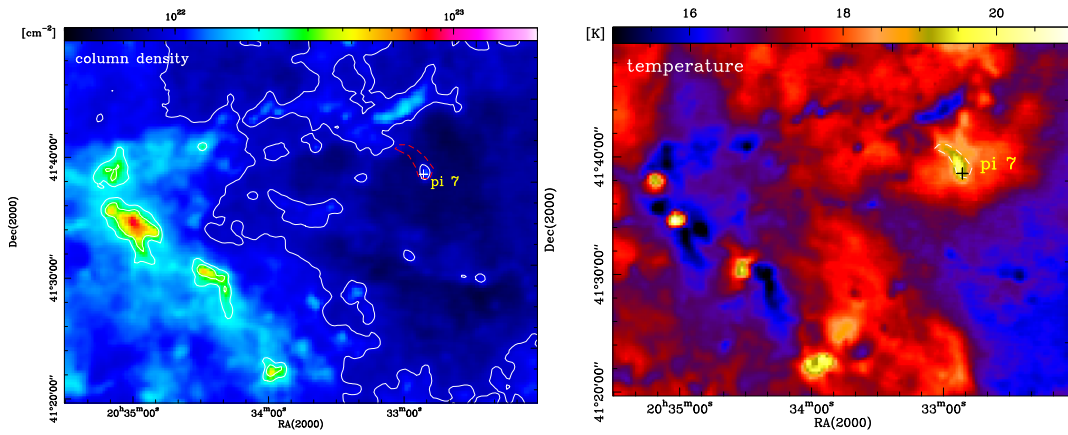 10²² 10²³
[cm⁻²]
column density
pi 7
41°40'00"
41°30'00"
41°20'00"
Dec(2000)
20ʰ35ᵐ00ˢ 34ᵐ00ˢ 33ᵐ00ˢ
RA(2000)
16 18 20
[K]
temperature
pi 7
41°40'00"
41°30'00"
41°20'00"
Dec(2000)
20ʰ35ᵐ00ˢ 34ᵐ00ˢ 33ᵐ00ˢ
RA(2000)